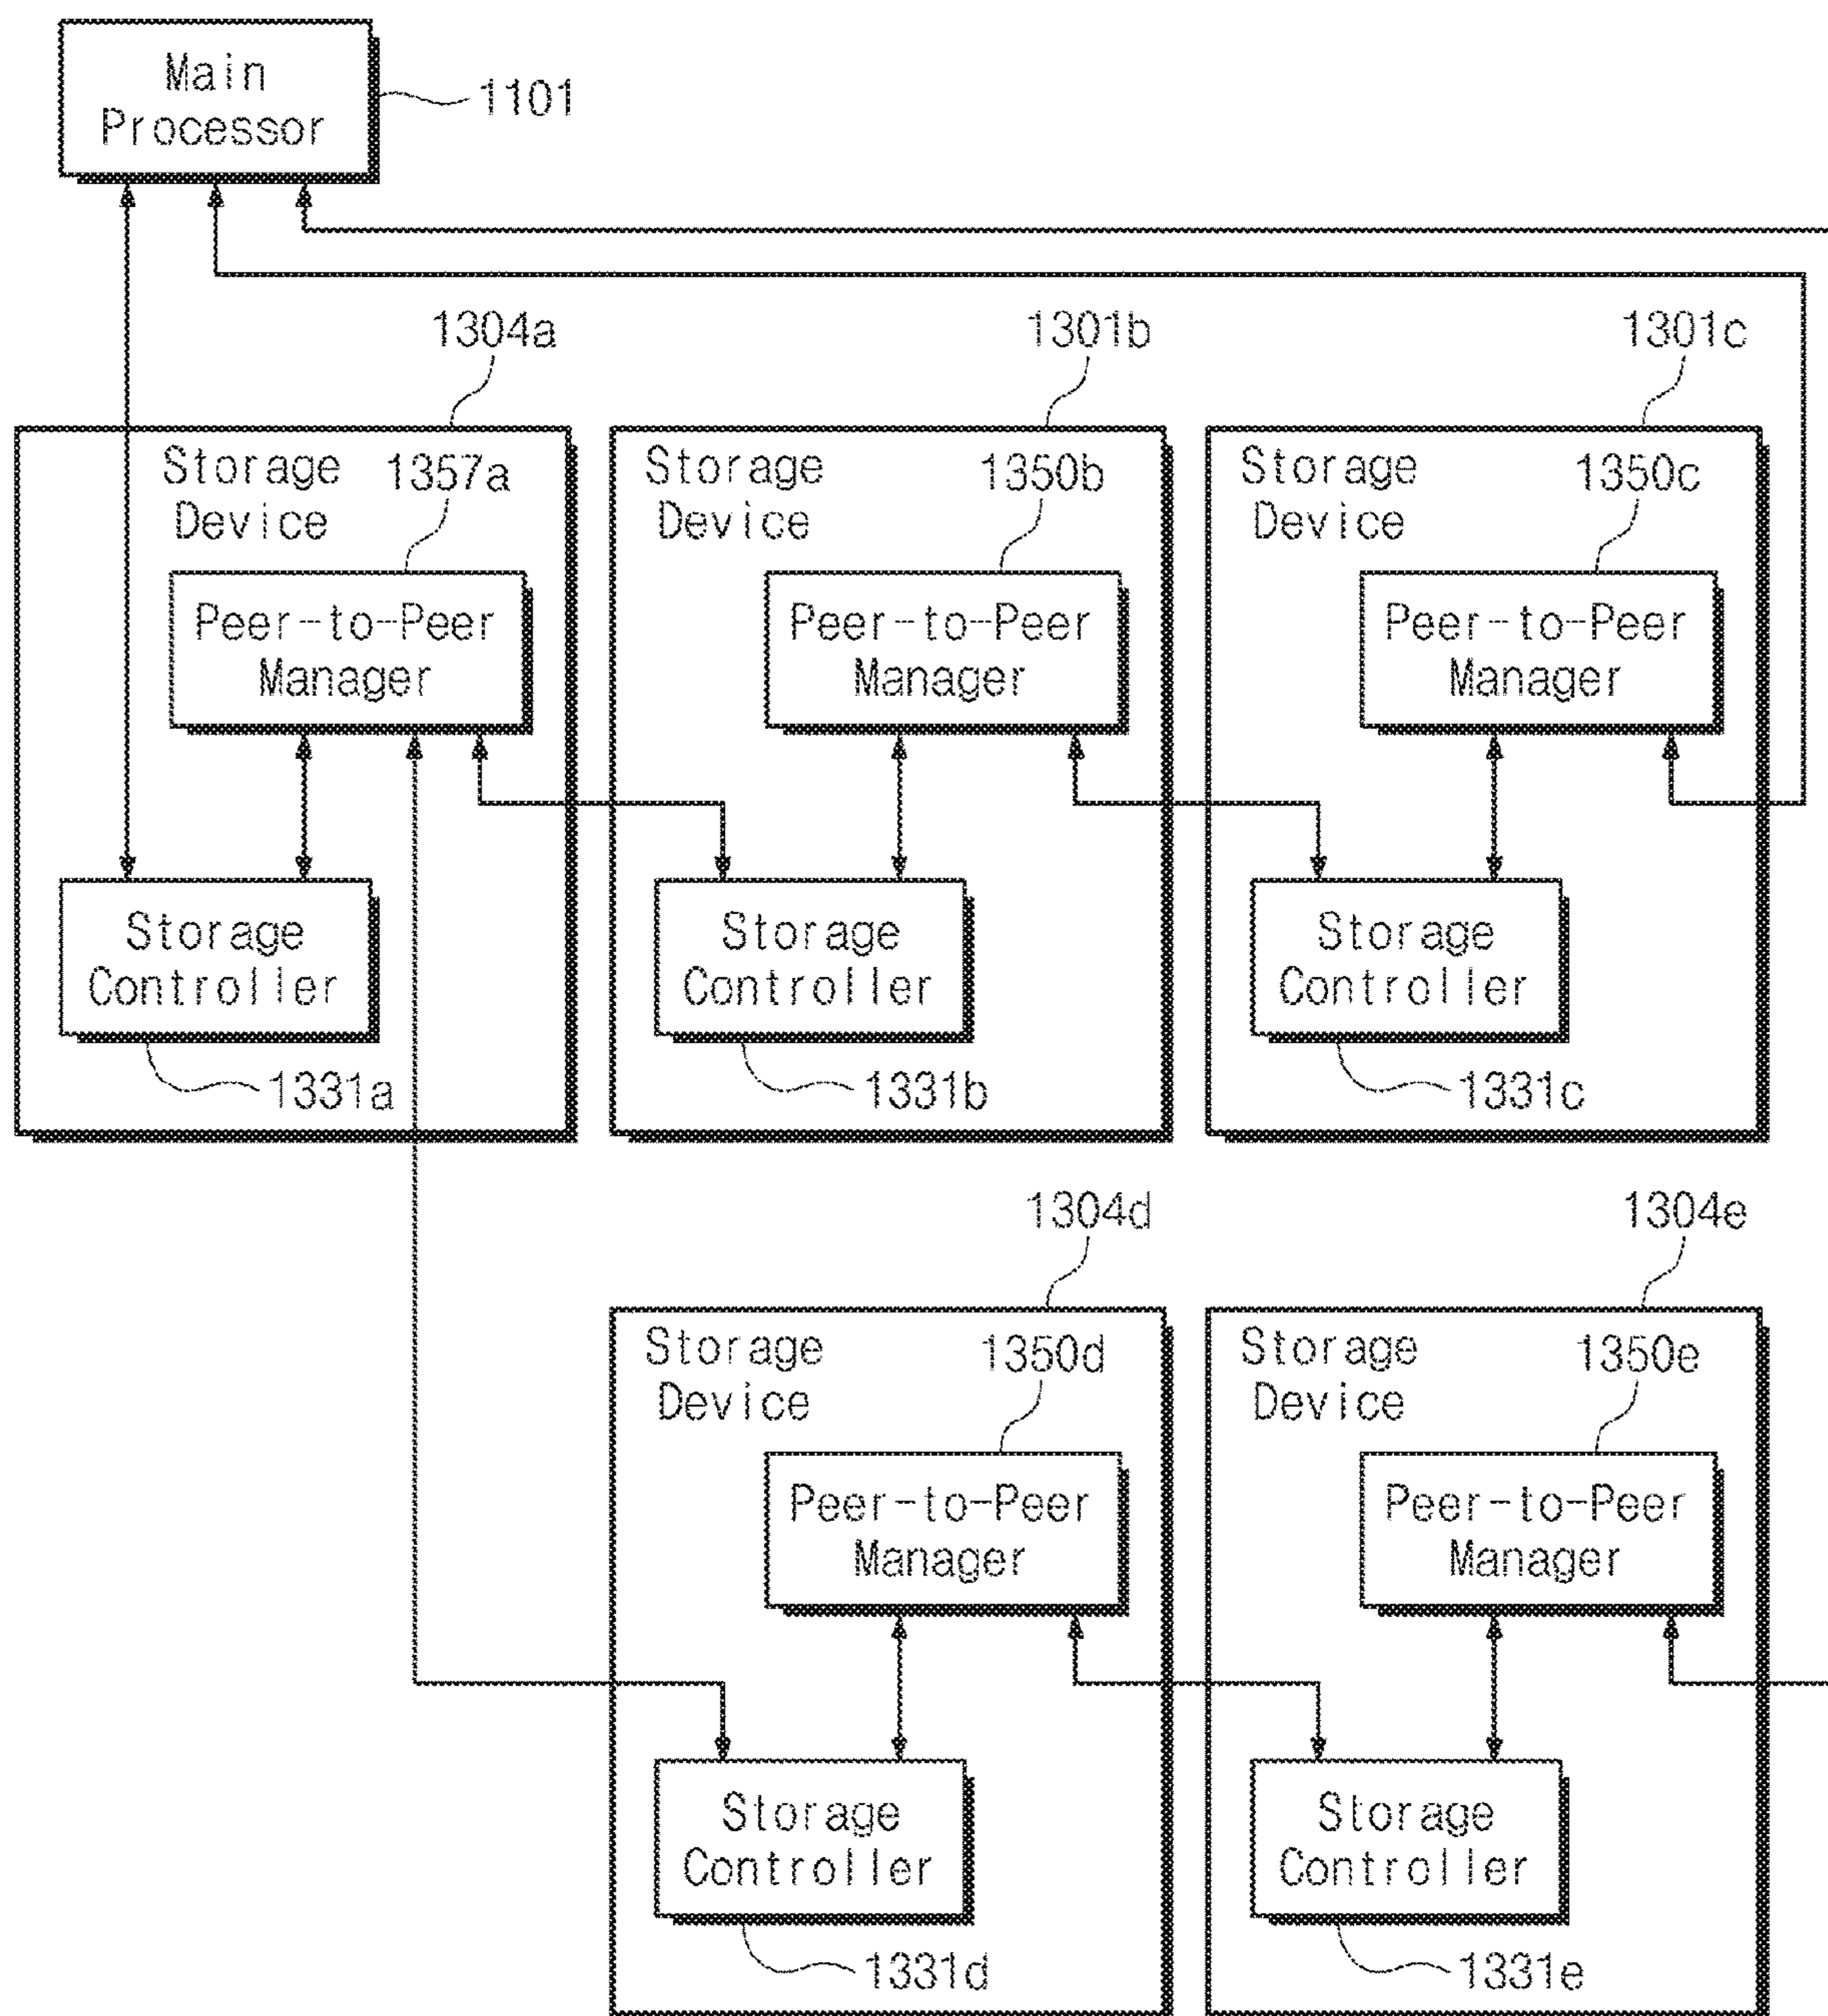 Main
Processor
1101
1304a
1301b
1301c
Storage
Device
1357a
Storage
Device
1350b
Storage
Device
1350c
Peer-to-Peer
Manager
Peer-to-Peer
Manager
Peer-to-Peer
Manager
Storage
Controller
Storage
Controller
Storage
Controller
1331a
1331b
1331c
1304d
1304e
Storage
Device
1350d
Storage
Device
1350e
Peer-to-Peer
Manager
Peer-to-Peer
Manager
Storage
Controller
Storage
Controller
1331d
1331e